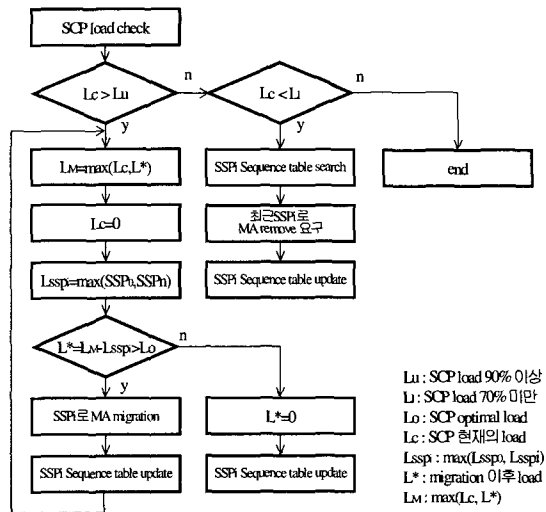 SCP load check
Lc > Lu
n
Lc < Lı
n
y
y
LM=max(Lc,L*)
SSPi Sequence table search
end
Lc=0
최근SSPi로
MA remove 요구
Lsspi=max(SSP0,SSPn)
SSPi Sequence table update
L*=LM-Lsspi>Lo
n
y
SSPi로 MA migration
L*=0
SSPi Sequence table update
SSPi Sequence table update
Lu : SCP load 90% 이상
Lı : SCP load 70% 미만
Lo : SCP optimal load
Lc : SCP 현재의 load
Lsspi : max(Lssp0, Lsspi)
L* : migration 이후 load
LM : max(Lc, L*)